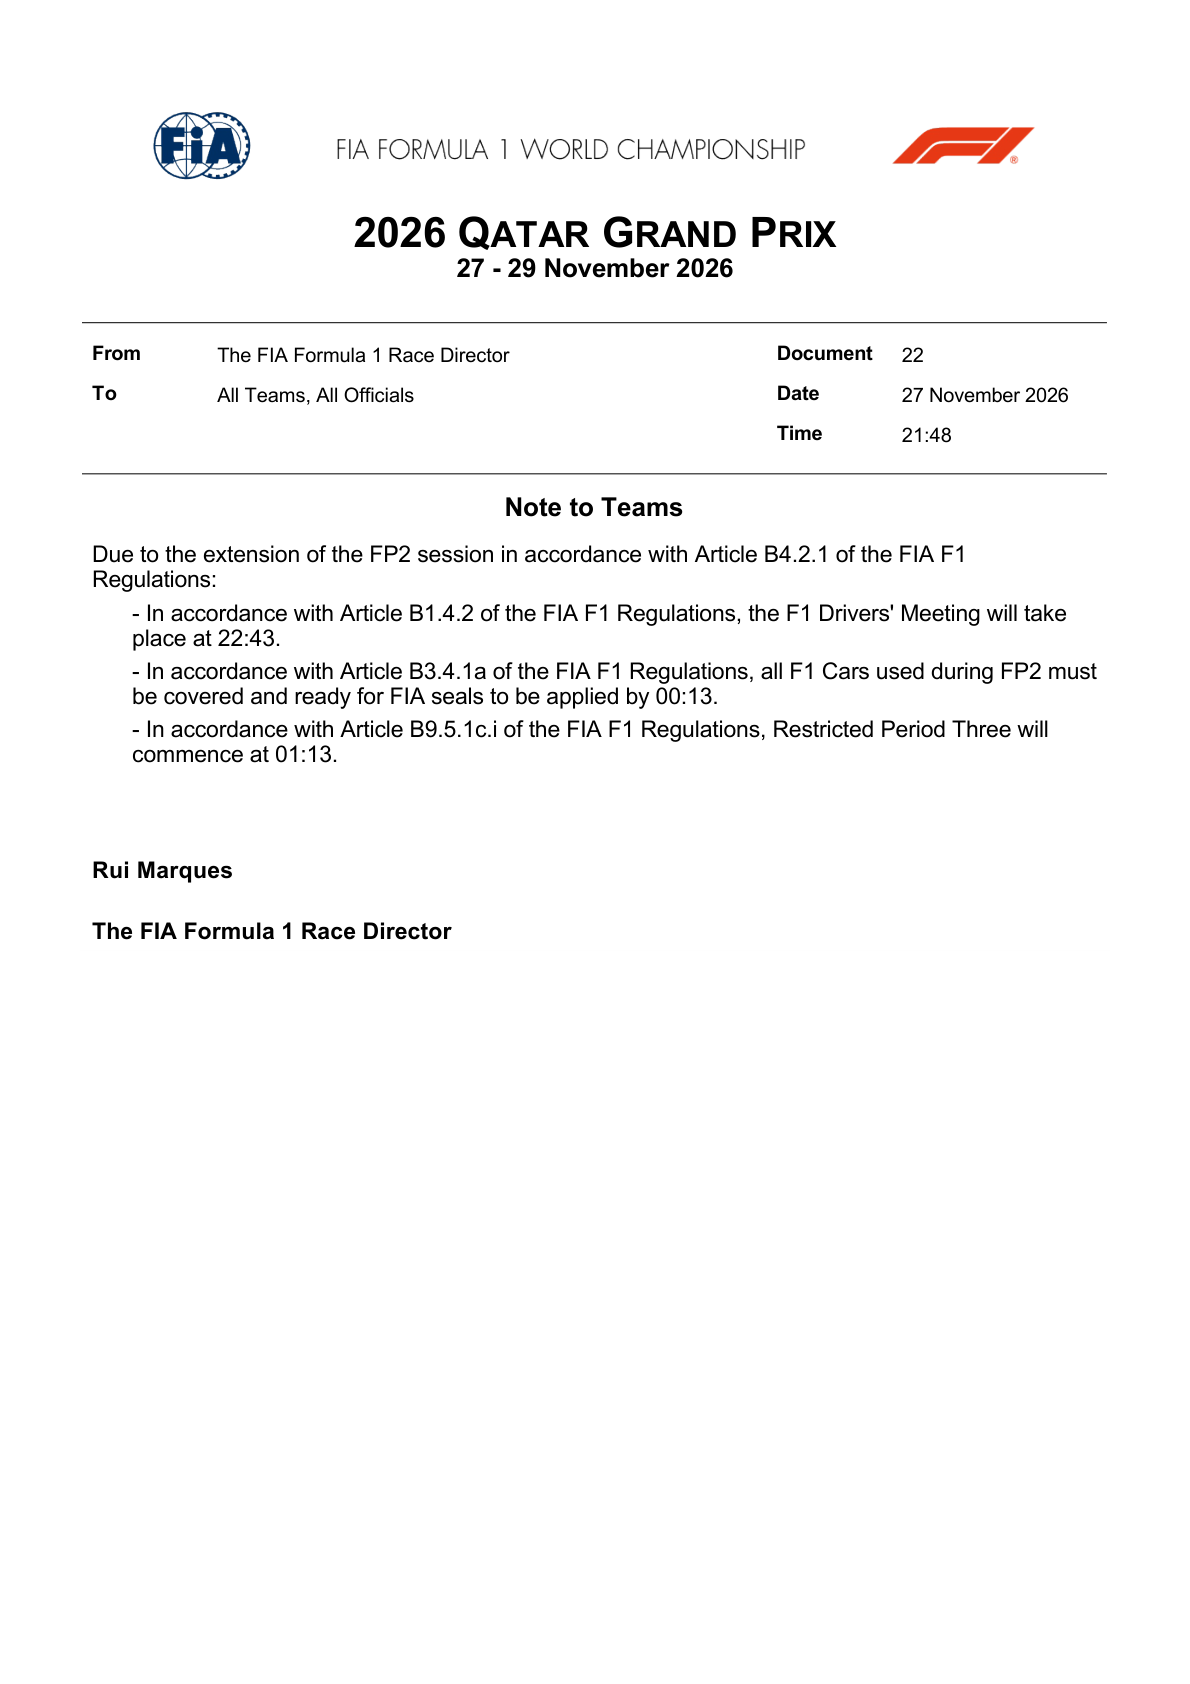 FIA
FIA FORMULA 1 WORLD CHAMPIONSHIP
F1
®
2026 QATAR GRAND PRIX
27 - 29 November 2026
From The FIA Formula 1 Race Director Document 22
To All Teams, All Officials Date 27 November 2026
Time 21:48
Note to Teams
Due to the extension of the FP2 session in accordance with Article B4.2.1 of the FIA F1
Regulations:
- In accordance with Article B1.4.2 of the FIA F1 Regulations, the F1 Drivers' Meeting will take
place at 22:43.
- In accordance with Article B3.4.1a of the FIA F1 Regulations, all F1 Cars used during FP2 must
be covered and ready for FIA seals to be applied by 00:13.
- In accordance with Article B9.5.1c.i of the FIA F1 Regulations, Restricted Period Three will
commence at 01:13.
Rui Marques
The FIA Formula 1 Race Director